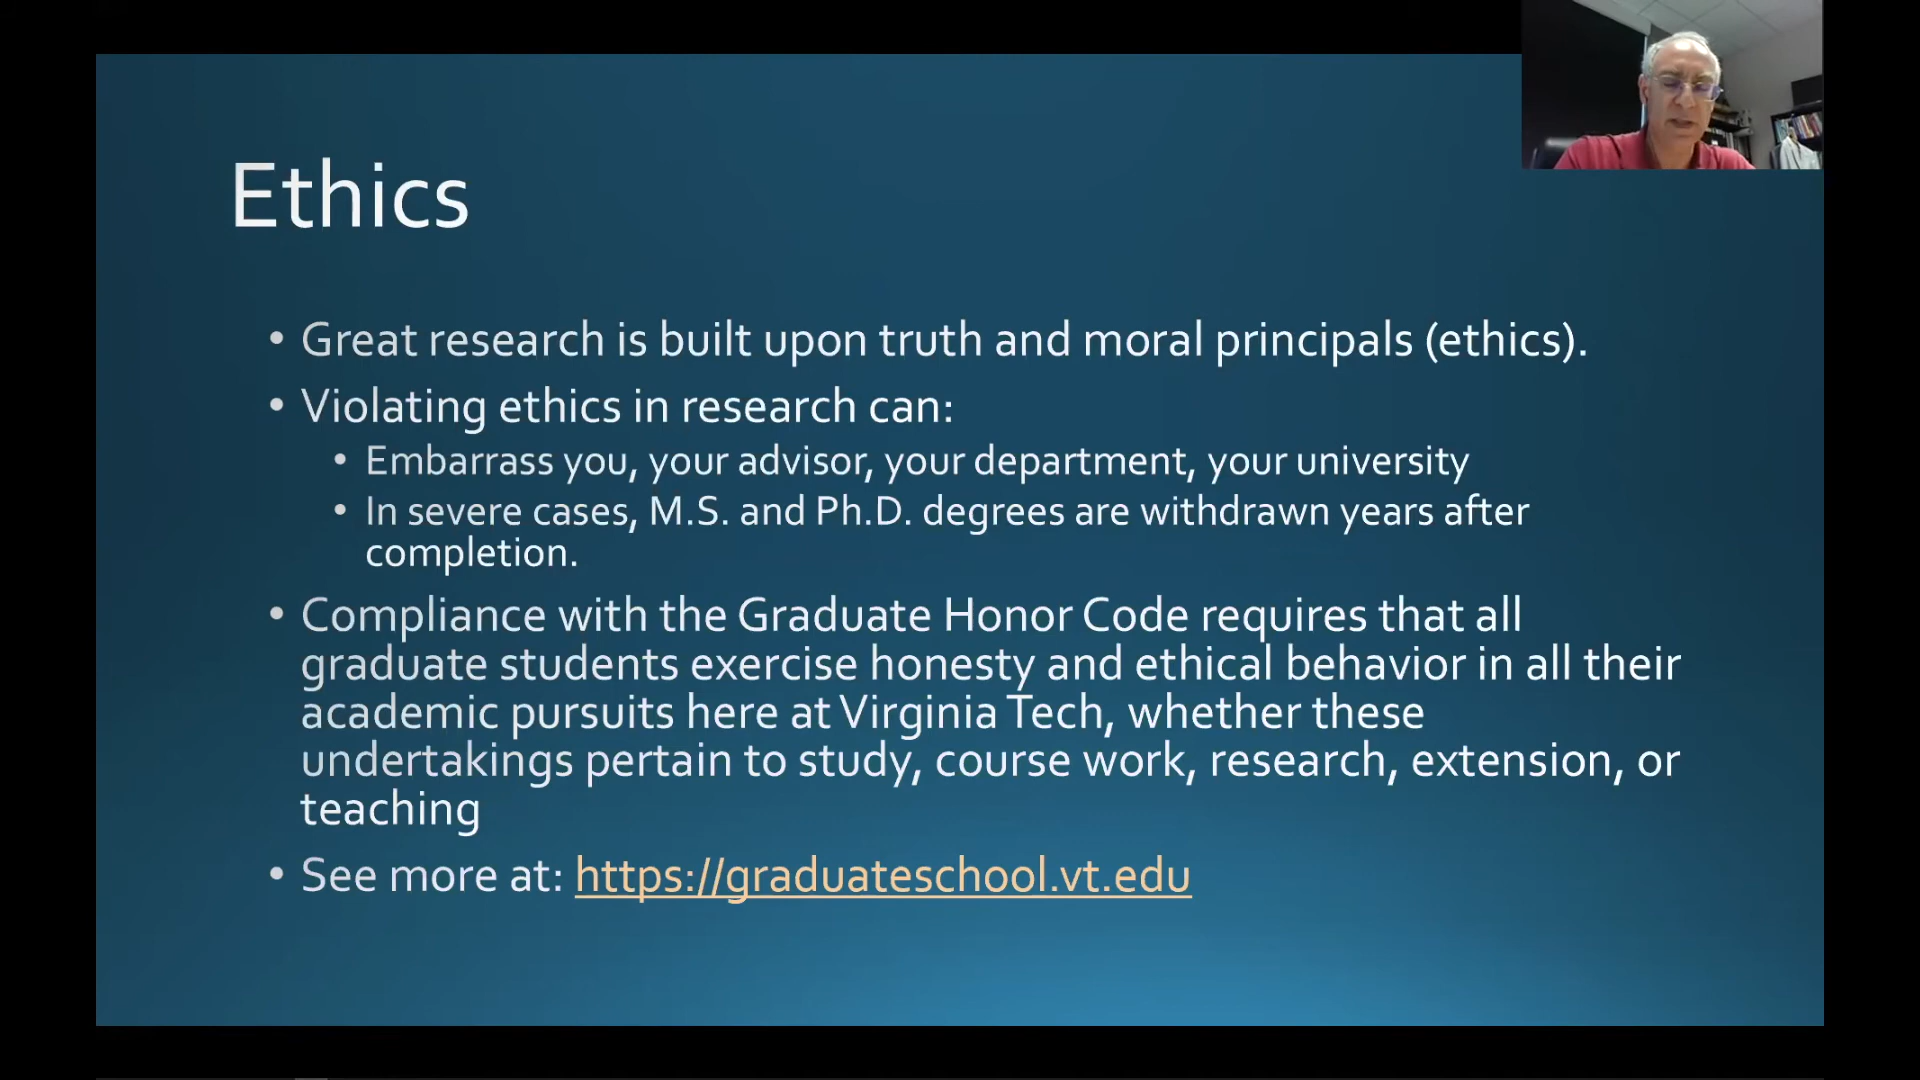 Ethics
• Great research is built upon truth and moral principals (ethics).
• Violating ethics in research can:
• Embarrass you, your advisor, your department, your university
• In severe cases, M.S. and Ph.D. degrees are withdrawn years after
completion.
• Compliance with the Graduate Honor Code requires that all
graduate students exercise honesty and ethical behavior in all their
academic pursuits here at Virginia Tech, whether these
undertakings pertain to study, course work, research, extension, or
teaching
• See more at: https://graduateschool.vt.edu